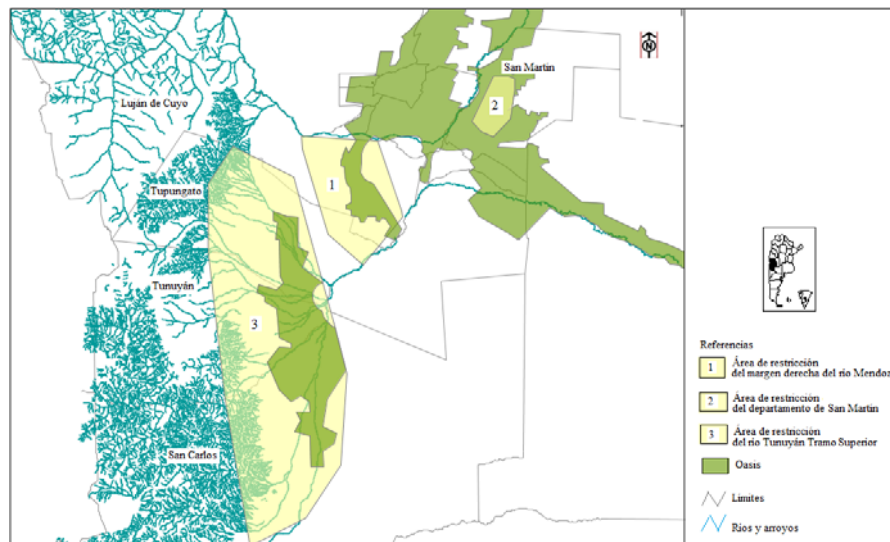 N
San Martín
2
Luján de Cuyo
Tupungato
1
Tunuyán
3
San Carlos
Referencias
1 Área de restricción
del margen derecha del río Mendoz
2 Área de restricción
del departamento de San Martín
3 Área de restricción
del río Tunuyán Tramo Superior
Oasis
Limites
Ríos y arroyos